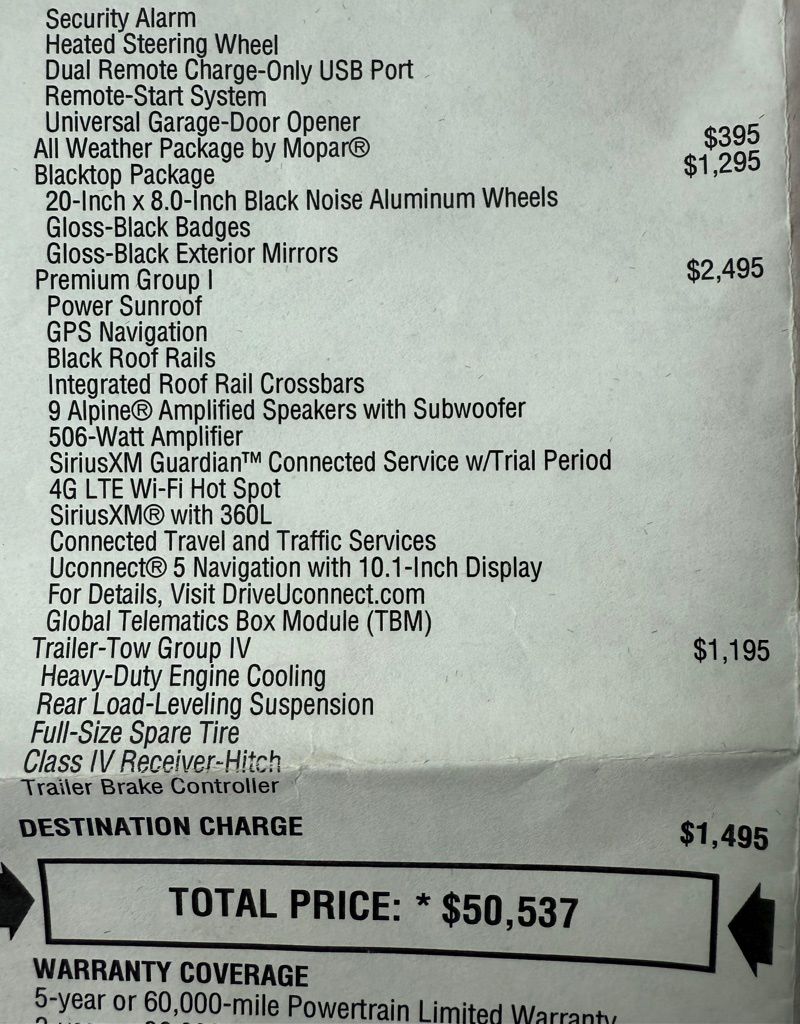 Security Alarm
Heated Steering Wheel
Dual Remote Charge-Only USB Port
Remote-Start System
Universal Garage-Door Opener
All Weather Package by Mopar® $395
Blacktop Package $1,295
20-Inch x 8.0-Inch Black Noise Aluminum Wheels
Gloss-Black Badges
Gloss-Black Exterior Mirrors
Premium Group I $2,495
Power Sunroof
GPS Navigation
Black Roof Rails
Integrated Roof Rail Crossbars
9 Alpine® Amplified Speakers with Subwoofer
506-Watt Amplifier
SiriusXM Guardian™ Connected Service w/Trial Period
4G LTE Wi-Fi Hot Spot
SiriusXM® with 360L
Connected Travel and Traffic Services
Uconnect® 5 Navigation with 10.1-Inch Display
For Details, Visit DriveUconnect.com
Global Telematics Box Module (TBM)
Trailer-Tow Group IV $1,195
Heavy-Duty Engine Cooling
Rear Load-Leveling Suspension
Full-Size Spare Tire
Class IV Receiver-Hitch
Trailer Brake Controller
DESTINATION CHARGE $1,495
TOTAL PRICE: * $50,537
WARRANTY COVERAGE
5-year or 60,000-mile Powertrain Limited Warranty